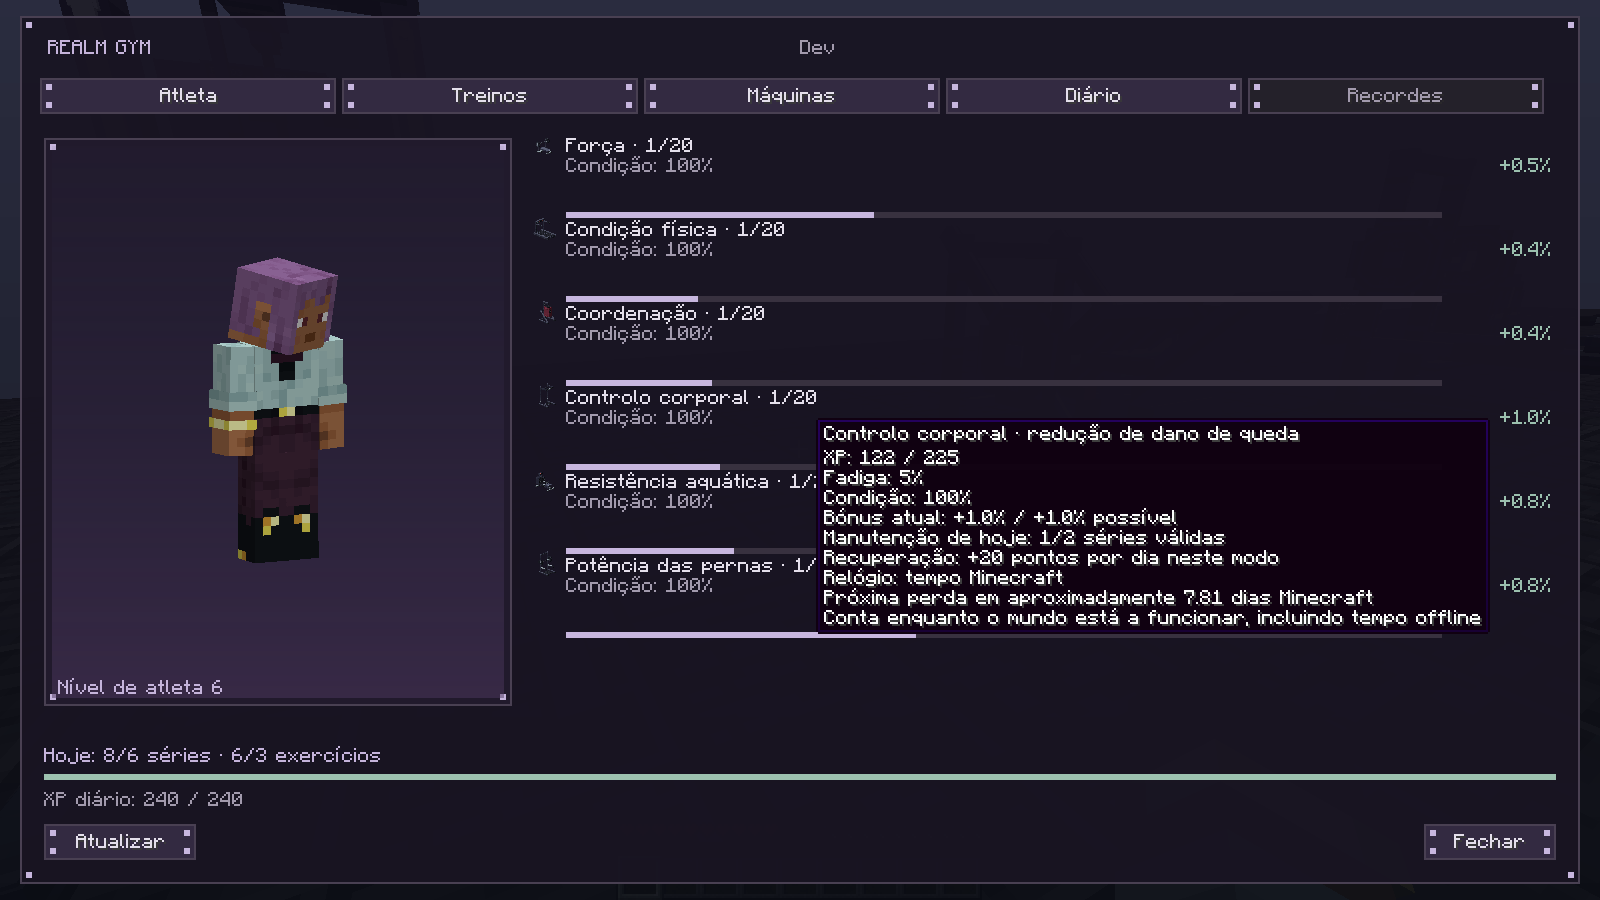 REALM GYM
Dev
Atleta
Treinos
Máquinas
Diário
Recordes
Força · 1/20
Condição: 100%
+0.5%
Condição física · 1/20
Condição: 100%
+0.4%
Coordenação · 1/20
Condição: 100%
+0.4%
Controlo corporal · 1/20
Condição: 100%
+1.0%
Resistência aquática · 1/
Condição: 100%
+0.8%
Potência das pernas · 1/
Condição: 100%
+0.8%
Controlo corporal · redução de dano de queda
XP: 122 / 225
Fadiga: 5%
Condição: 100%
Bónus atual: +1.0% / +1.0% possível
Manutenção de hoje: 1/2 séries válidas
Recuperação: +20 pontos por dia neste modo
Relógio: tempo Minecraft
Próxima perda em aproximadamente 7.81 dias Minecraft
Conta enquanto o mundo está a funcionar, incluindo tempo offline
Nível de atleta 6
Hoje: 8/6 séries · 6/3 exercícios
XP diário: 240 / 240
Atualizar
Fechar